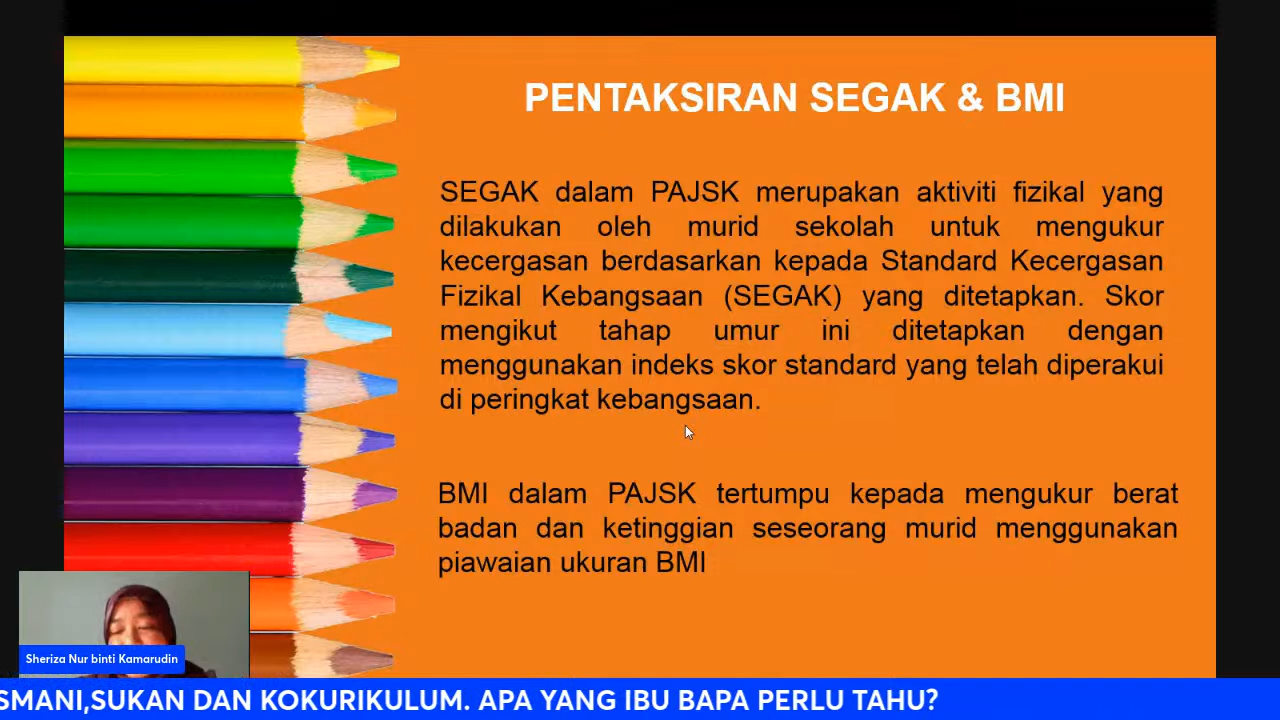 PENTAKSIRAN SEGAK & BMI
SEGAK dalam PAJSK merupakan aktiviti fizikal yang
dilakukan oleh murid sekolah untuk mengukur
kecergasan berdasarkan kepada Standard Kecergasan
Fizikal Kebangsaan (SEGAK) yang ditetapkan. Skor
mengikut tahap umur ini ditetapkan dengan
menggunakan indeks skor standard yang telah diperakui
di peringkat kebangsaan.
BMI dalam PAJSK tertumpu kepada mengukur berat
badan dan ketinggian seseorang murid menggunakan
piawaian ukuran BMI
Sheriza Nur binti Kamarudin
SMANI,SUKAN DAN KOKURIKULUM. APA YANG IBU BAPA PERLU TAHU?